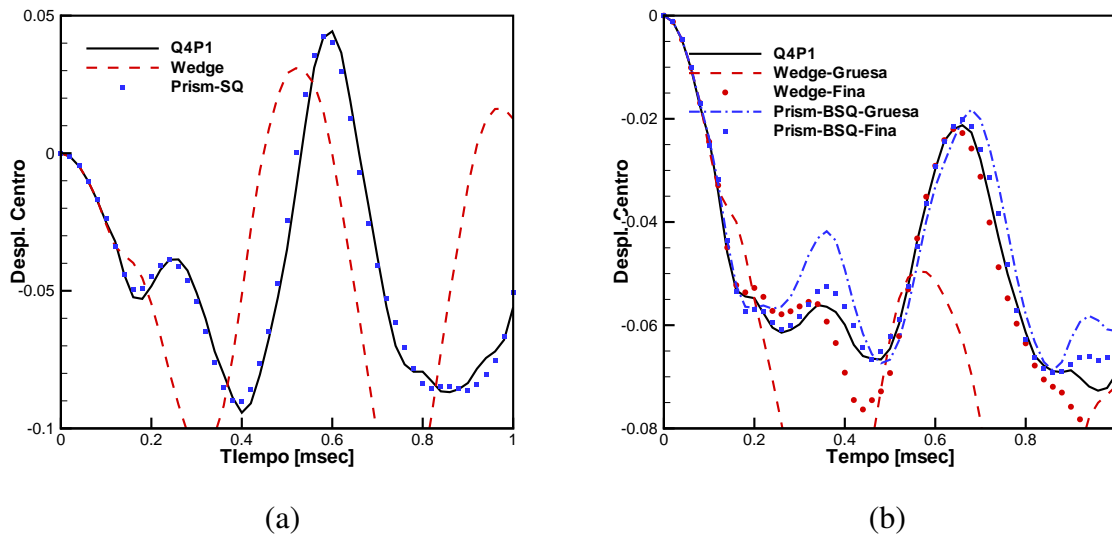 0.05
0
-0.05
-0.1
Despl. Centro
Q4P1
Wedge
Prism-SQ
0
0.2
0.4
0.6
0.8
1
TIempo [msec]
(a)
0
-0.02
-0.04
-0.06
-0.08
Despl. Centro
Q4P1
Wedge-Gruesa
Wedge-Fina
Prism-BSQ-Gruesa
Prism-BSQ-Fina
0
0.2
0.4
0.6
0.8
Tempo [msec]
(b)